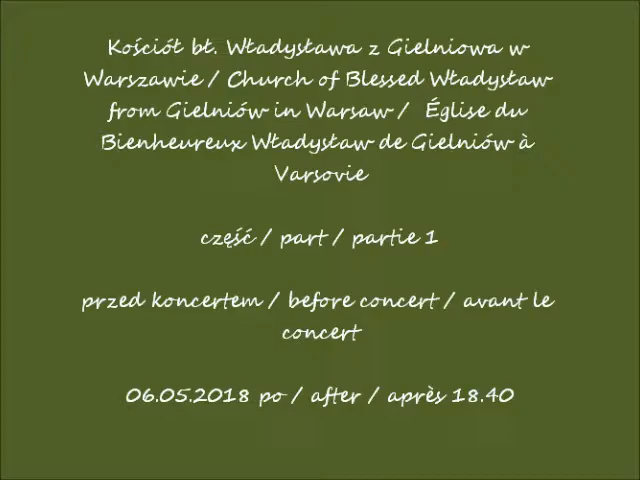 Kościół bł. Władysława z Gielniowa w
Warszawie / Church of Blessed Władysław
from Gielniów in Warsaw / Église du
Bienheureux Władysław de Gielniów à
Varsovie
część / part / partie 1
przed koncertem / before concert / avant le
concert
06.05.2018 po / after / après 18.40